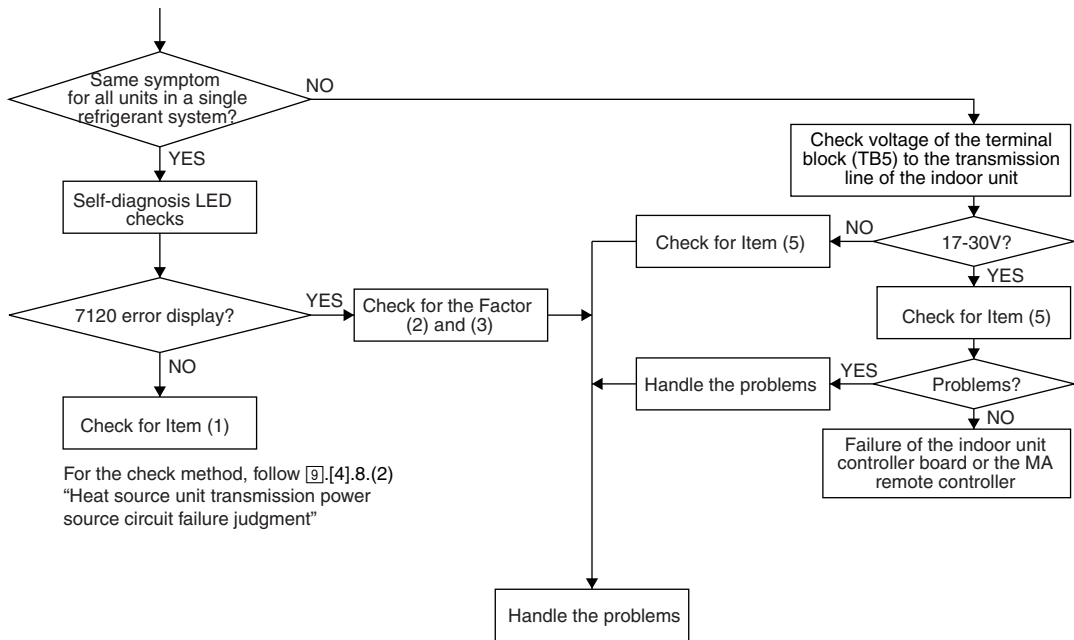 Same symptom
for all units in a single
refrigerant system?
NO
YES
Self-diagnosis LED
checks
7120 error display?
YES
Check for the Factor
(2) and (3)
NO
Check for Item (1)
For the check method, follow 9.[4].8.(2)
“Heat source unit transmission power
source circuit failure judgment”
Check voltage of the terminal
block (TB5) to the transmission
line of the indoor unit
17-30V?
NO
Check for Item (5)
YES
Check for Item (5)
Problems?
YES
Handle the problems
NO
Failure of the indoor unit
controller board or the MA
remote controller
Handle the problems